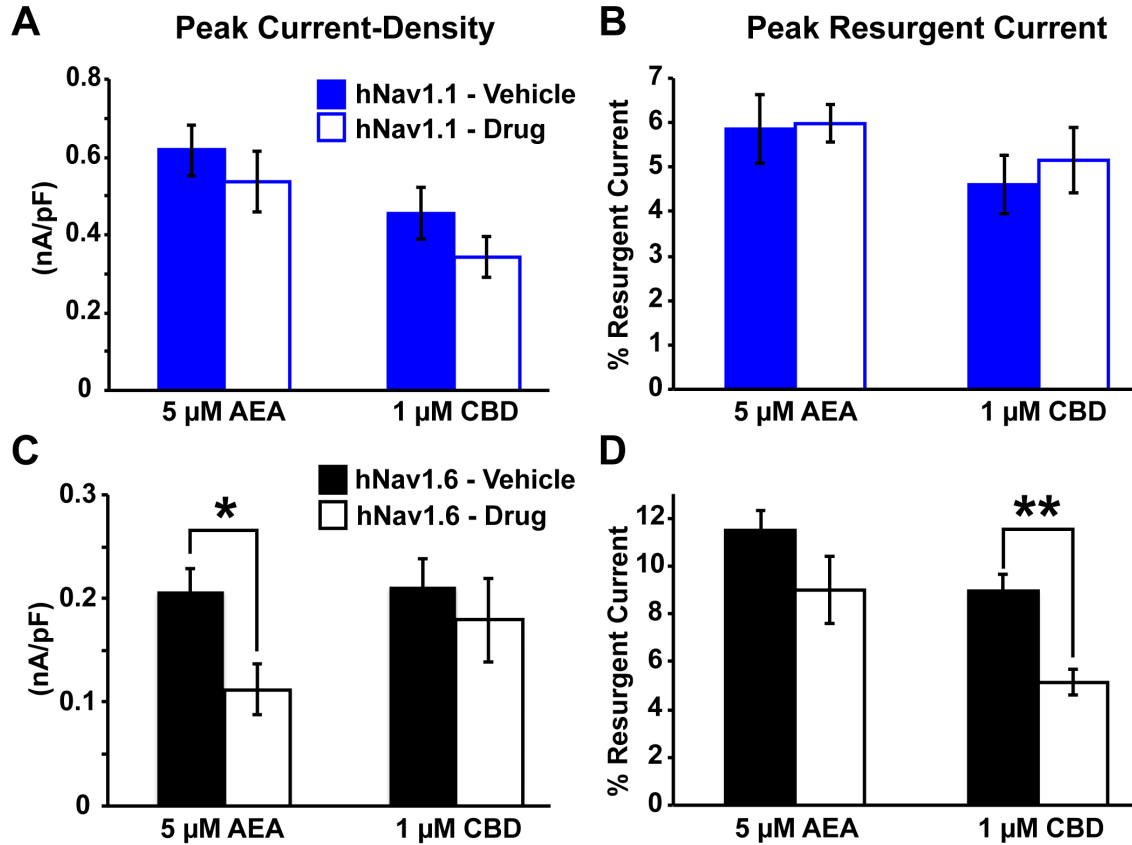 A
Peak Current-Density
(nA/pF)
0.8
0.6
0.4
0.2
0
hNav1.1 - Vehicle
hNav1.1 - Drug
5 µM AEA
1 µM CBD
B
Peak Resurgent Current
% Resurgent Current
7
6
5
4
3
2
1
0
5 µM AEA
1 µM CBD
C
(nA/pF)
0.3
0.2
0.1
0
hNav1.6 - Vehicle
hNav1.6 - Drug
*
5 µM AEA
1 µM CBD
D
% Resurgent Current
12
10
8
6
4
2
0
**
5 µM AEA
1 µM CBD